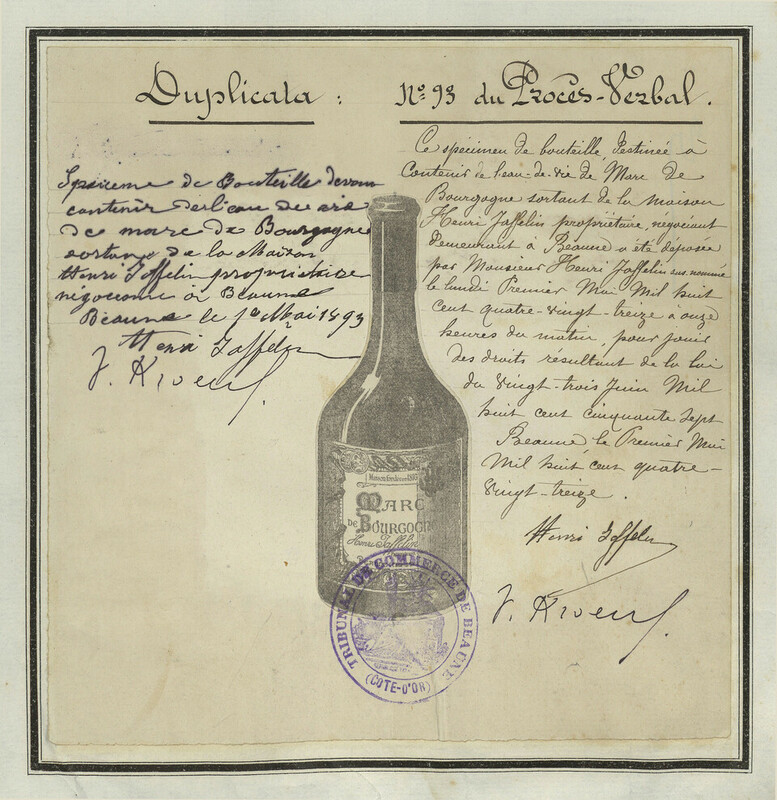 Duplicata :
No. 93 du Procès-Verbal.
Spécimen de Bouteille devant
contenir de l'eau de vie
de marc de Bourgogne
sortant de la Maison
Henri Jaffelin propriétaire
négociant à Beaune
Beaune le 1er Mai 1893
Henri Jaffelin
Ce spécimen de bouteille destinée à
contenir de l'eau-de-vie de Marc de
Bourgogne sortant de la maison
Henri Jaffelin propriétaire, négociant
demeurant à Beaune a été déposée
par Monsieur Henri Jaffelin sus-nommé
le lundi Premier Mai Mil huit
cent quatre-vingt treize à onze
heures du matin, pour jouir
des droits résultant de la loi
du vingt-trois Juin Mil
huit cent cinquante sept
Beaune le Premier Mai
Mil huit cent quatre-
vingt-treize.
Henri Jaffelin
MARC
DE BOURGOGNE
Henri Jaffelin
TRIBUNAL DE COMMERCE DE BEAUNE
(COTE-D'OR)